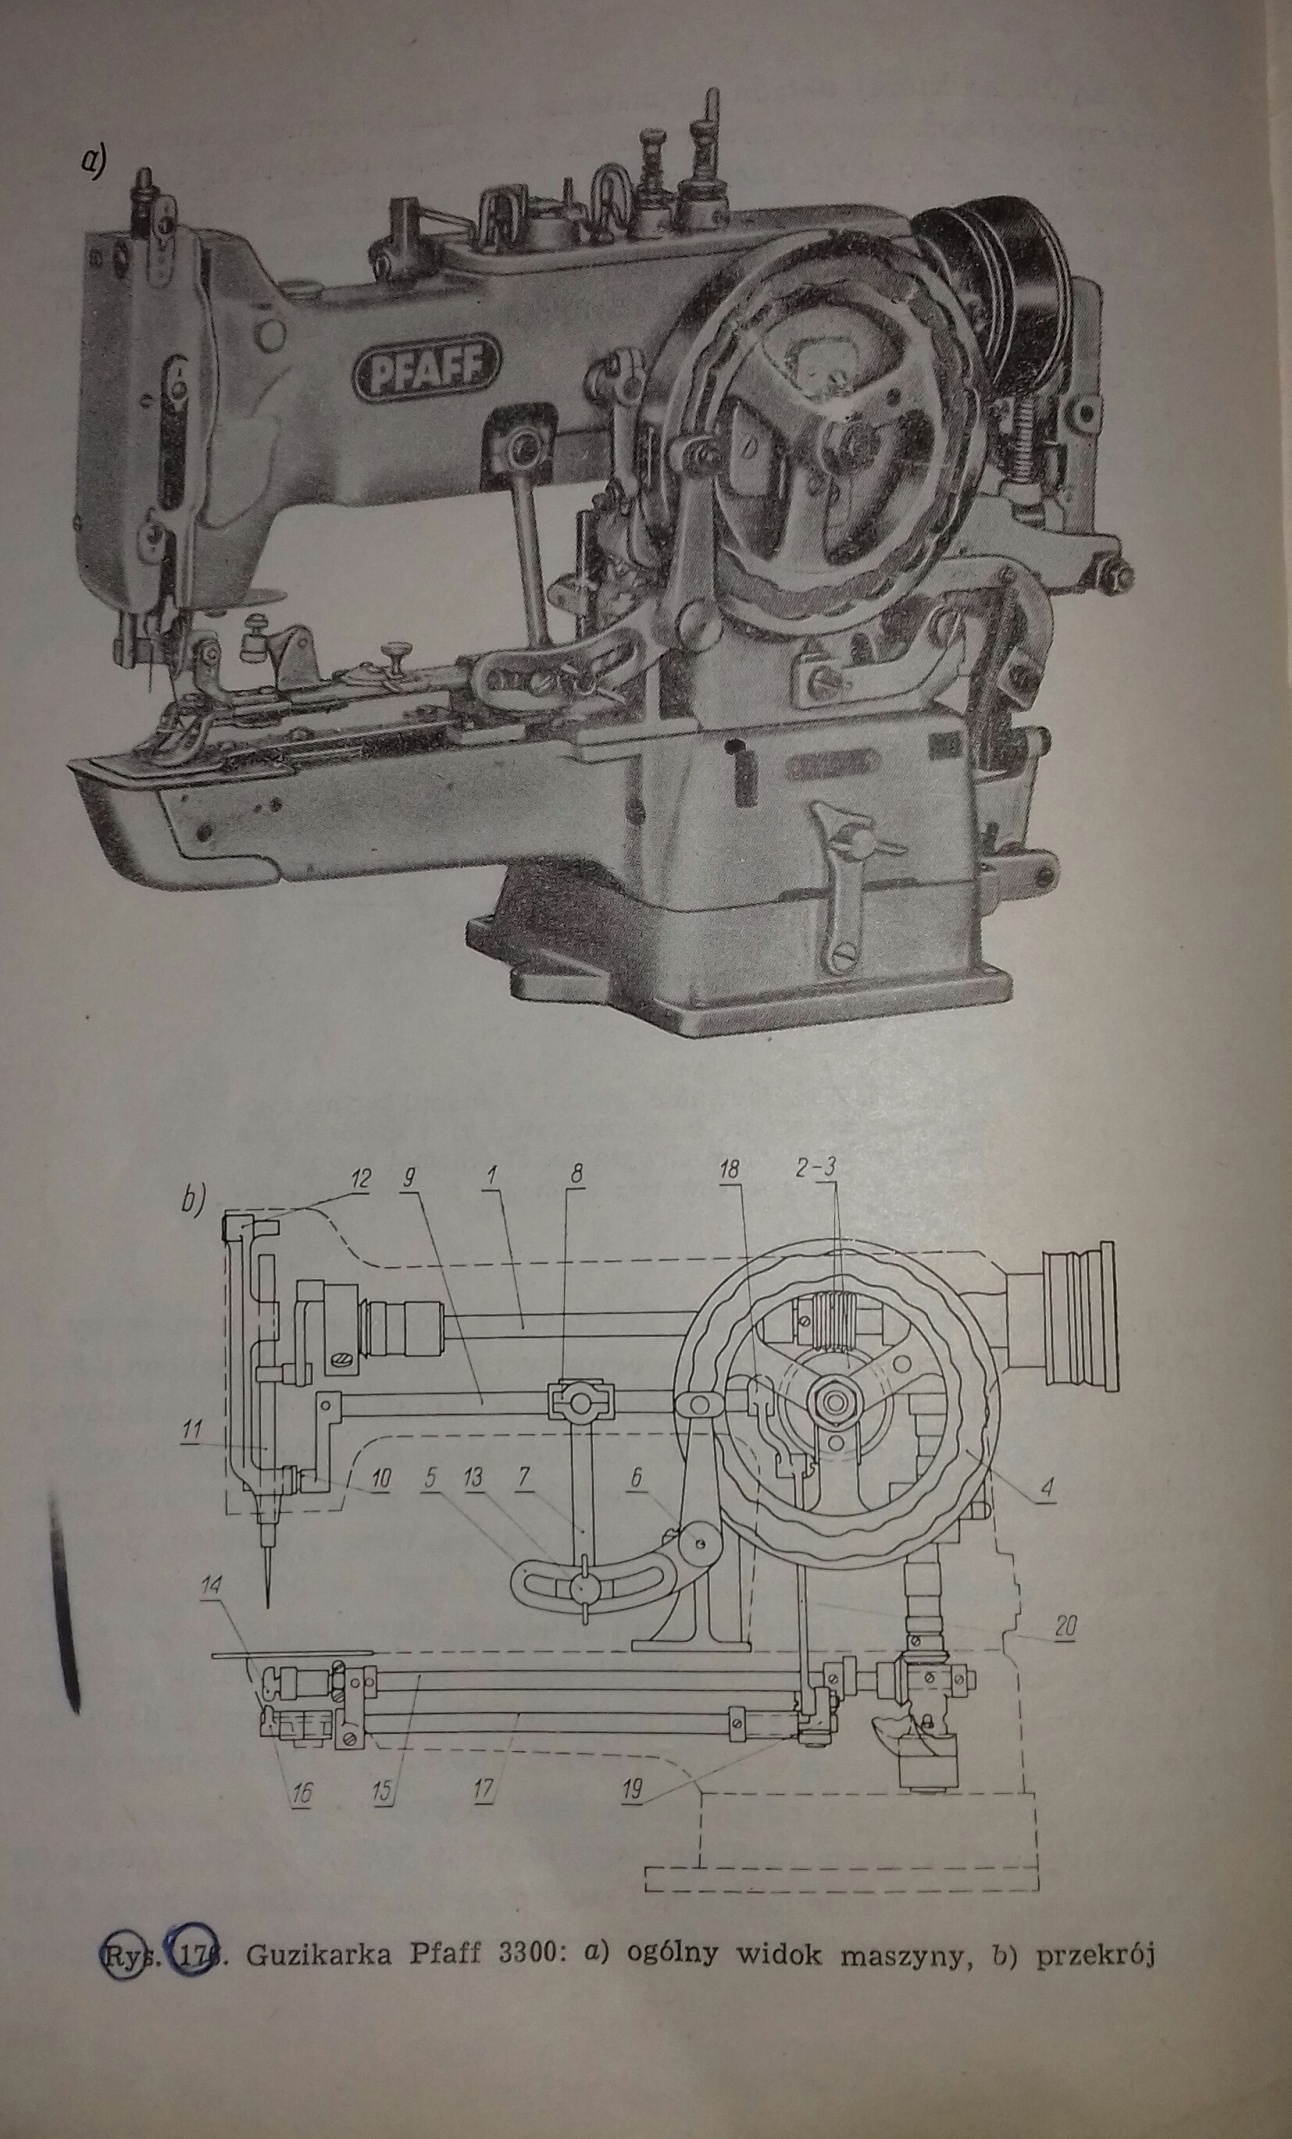 a)
PFAFF
b)
12 9 1 8 18 2-3
11 10 5 13 7 6 4
14 20
16 15 17 19
Rys. 176. Guzikarka Pfaff 3300: a) ogólny widok maszyny, b) przekrój